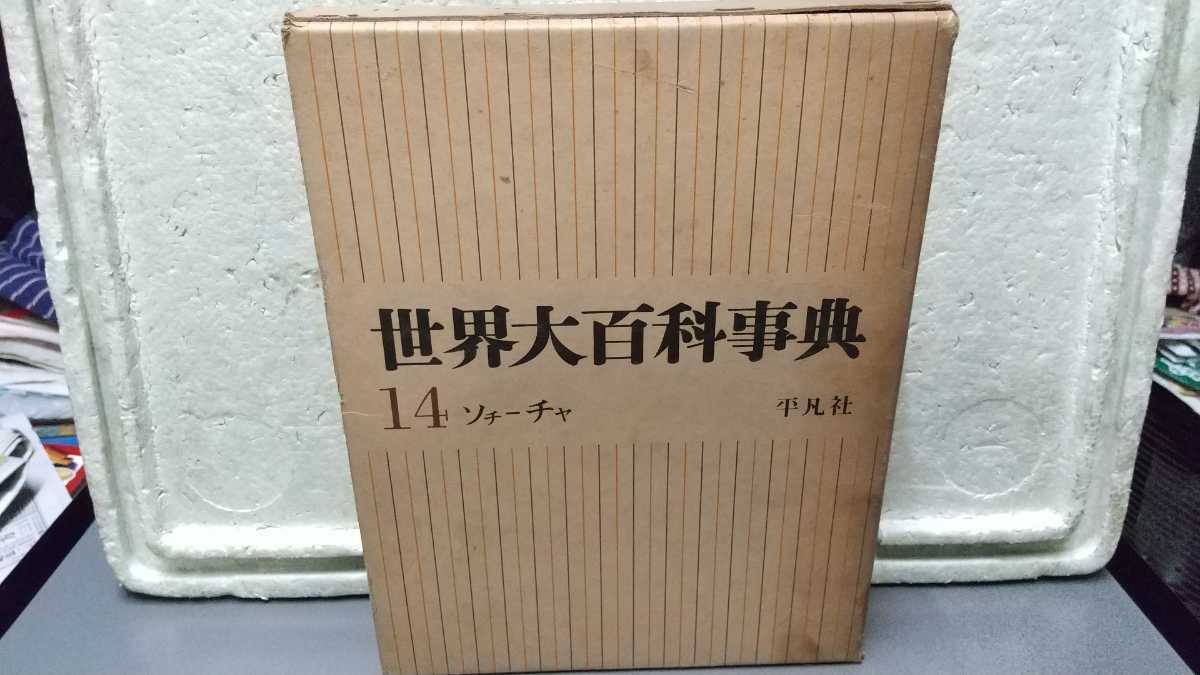 世界大百科事典
14 ソチーチャ
平凡社